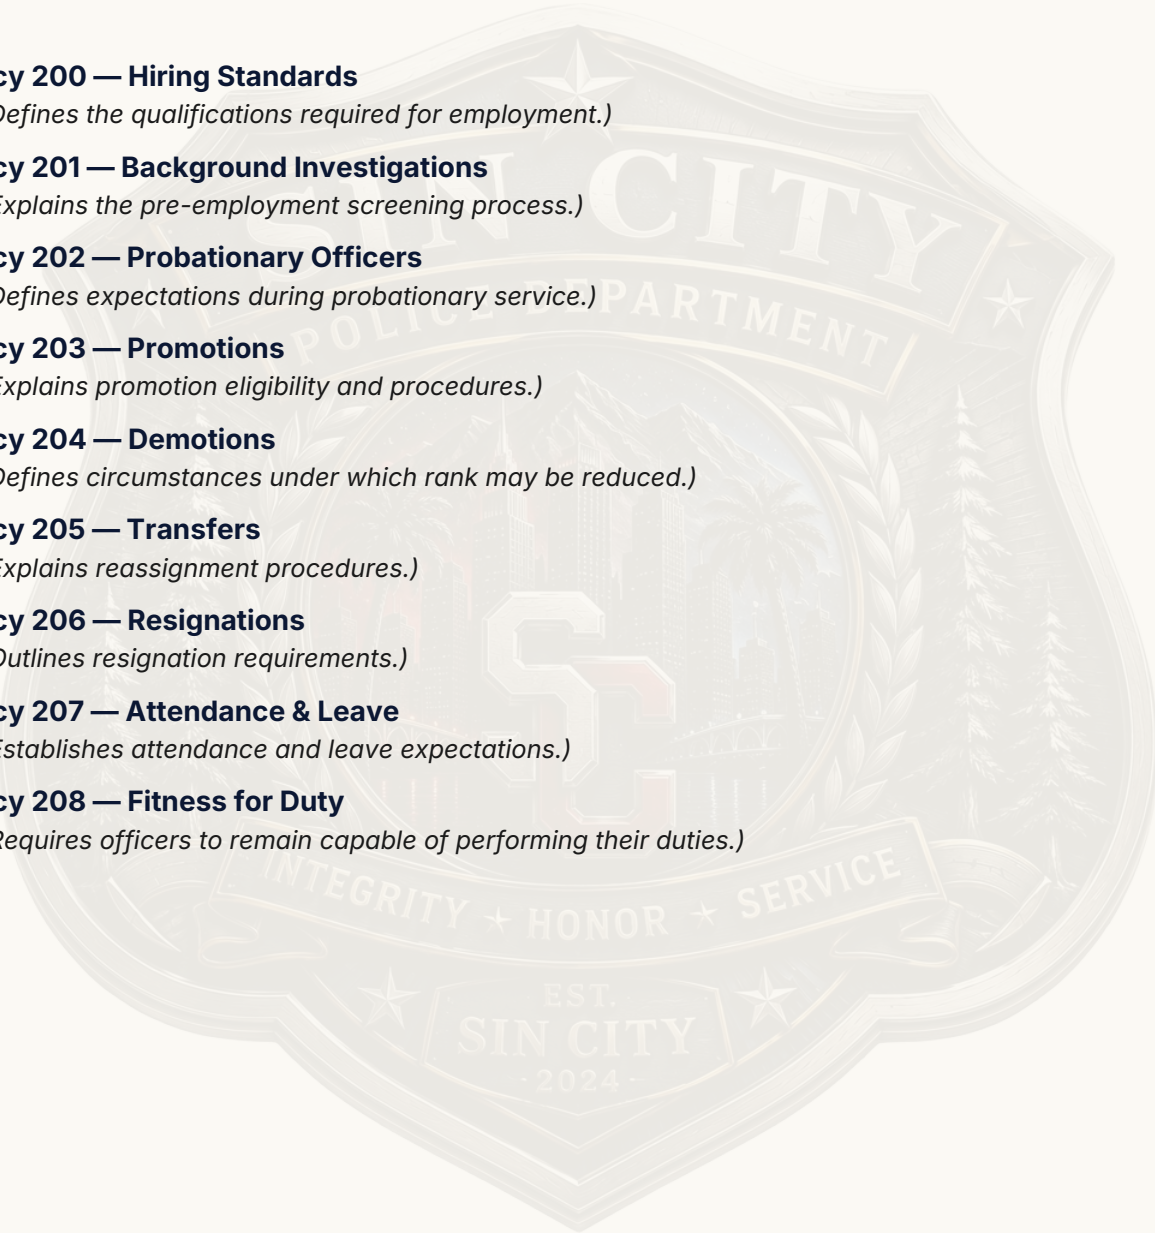 cy 200 — Hiring Standards
Defines the qualifications required for employment.)
cy 201 — Background Investigations
Explains the pre-employment screening process.)
cy 202 — Probationary Officers
Defines expectations during probationary service.)
cy 203 — Promotions
Explains promotion eligibility and procedures.)
cy 204 — Demotions
Defines circumstances under which rank may be reduced.)
cy 205 — Transfers
Explains reassignment procedures.)
cy 206 — Resignations
Outlines resignation requirements.)
cy 207 — Attendance & Leave
Establishes attendance and leave expectations.)
cy 208 — Fitness for Duty
Requires officers to remain capable of performing their duties.)
SIN CITY
POLICE DEPARTMENT
SC
INTEGRITY ★ HONOR ★ SERVICE
EST.
SIN CITY
· 2024 ·